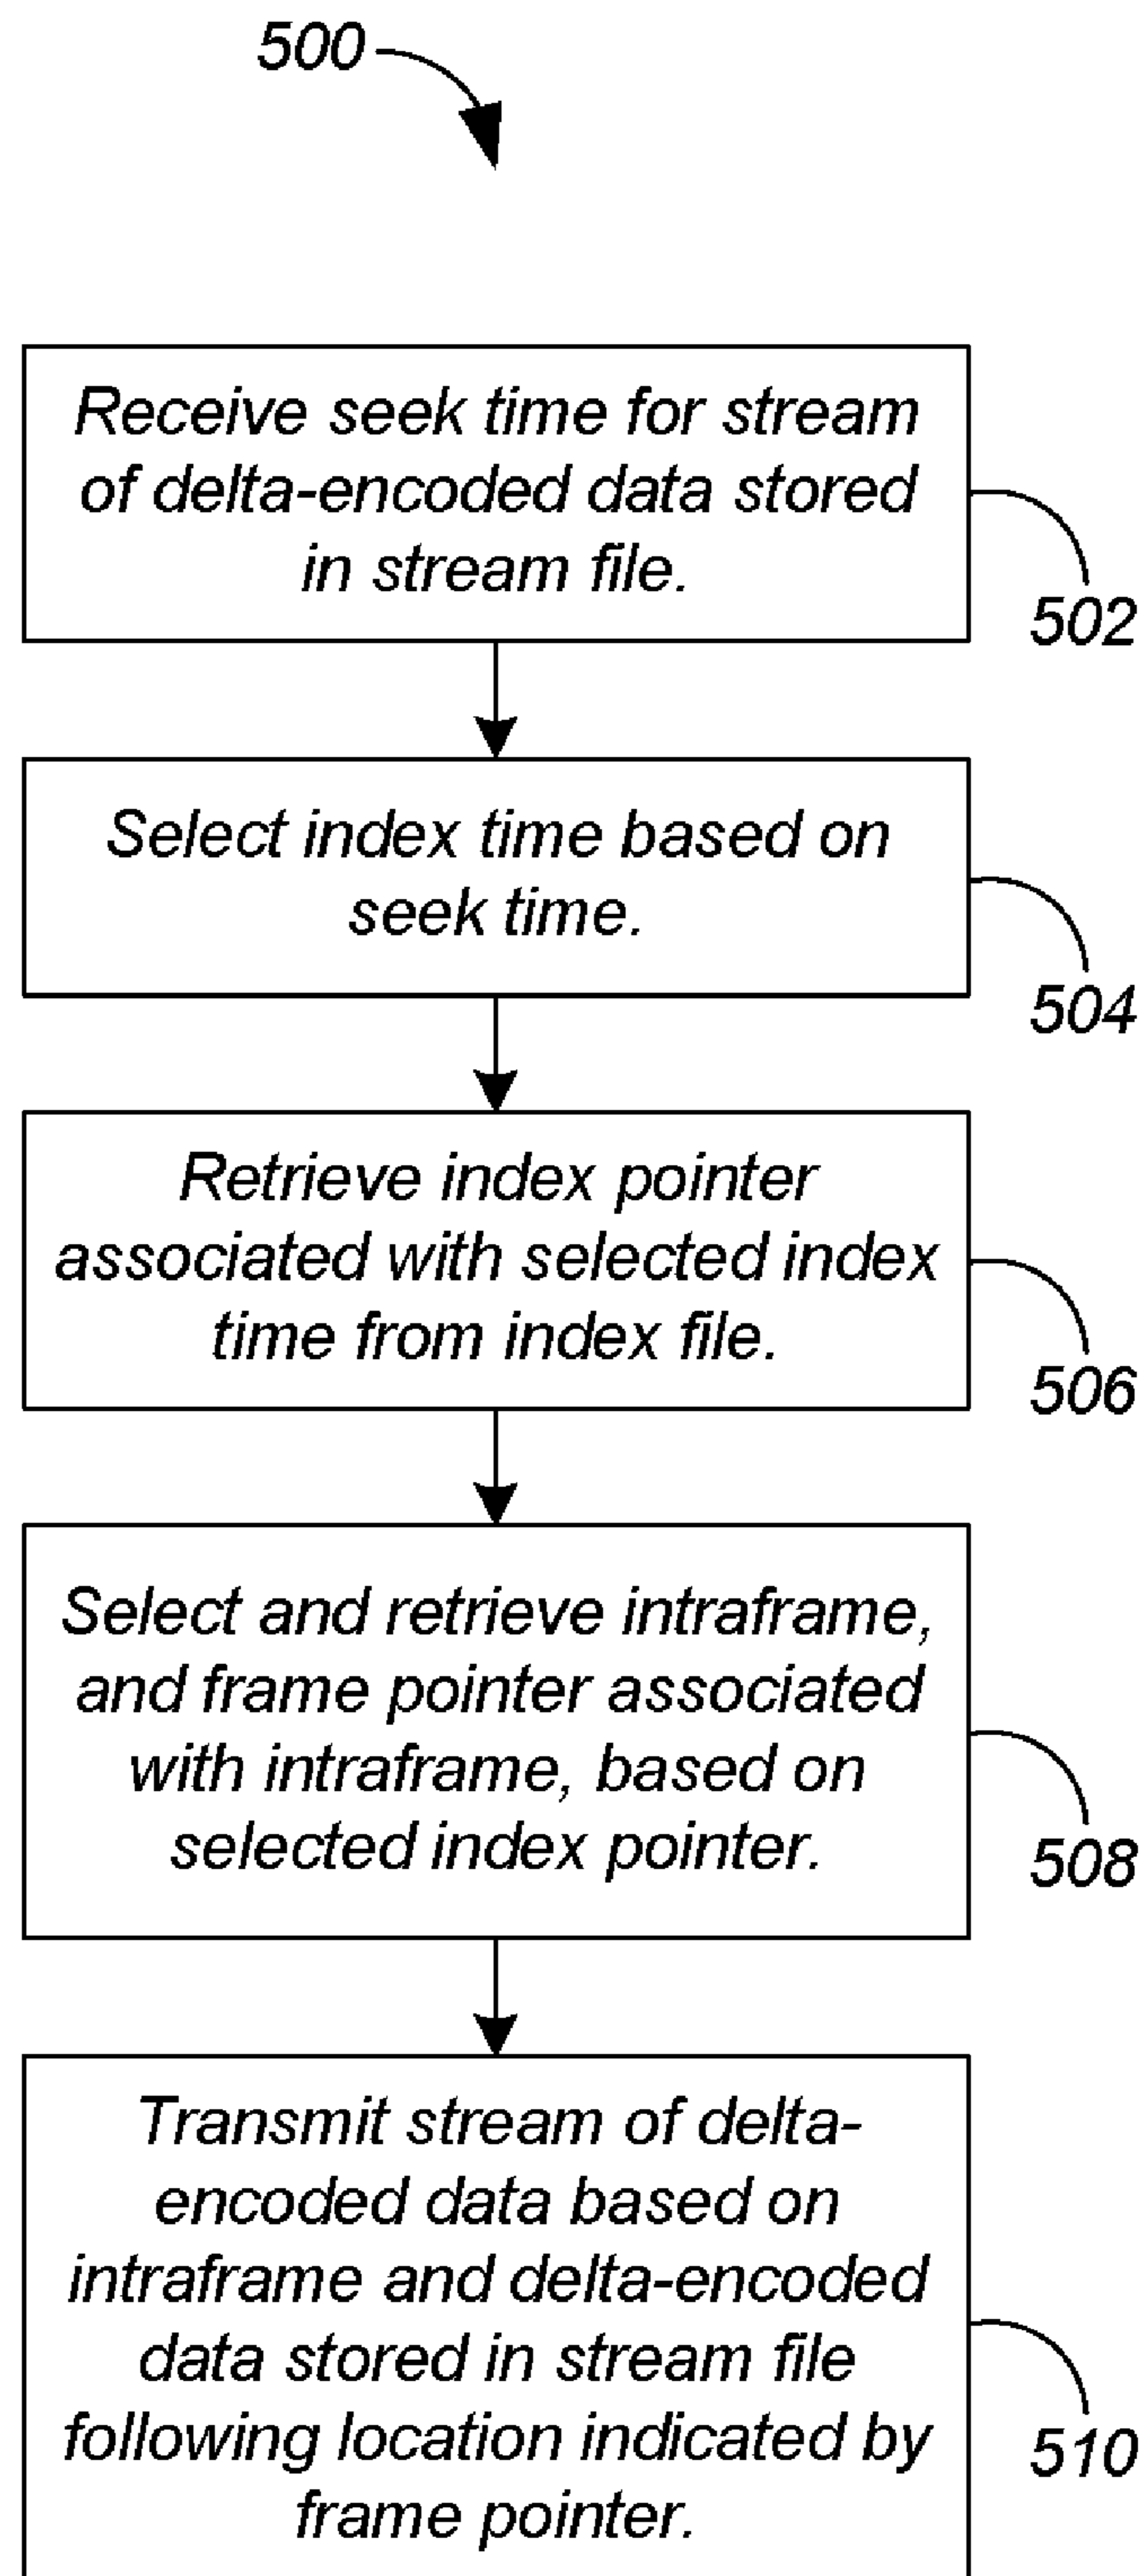 500
Receive seek time for stream
of delta-encoded data stored
in stream file.
502
Select index time based on
seek time.
504
Retrieve index pointer
associated with selected index
time from index file.
506
Select and retrieve intraframe,
and frame pointer associated
with intraframe, based on
selected index pointer.
508
Transmit stream of delta-
encoded data based on
intraframe and delta-encoded
data stored in stream file
following location indicated by
frame pointer.
510